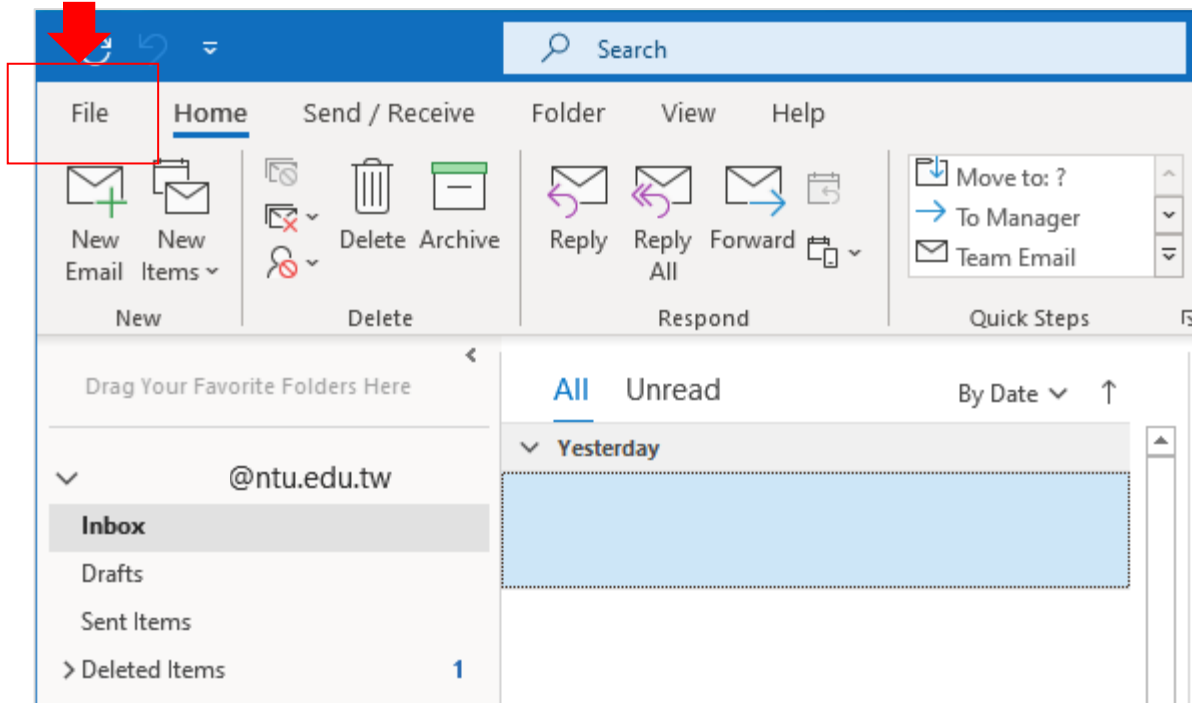 Search
File Home Send / Receive Folder View Help
New Email
New Items
Delete
Archive
Reply
Reply All
Forward
Move to: ?
To Manager
Team Email
New Delete Respond Quick Steps
Drag Your Favorite Folders Here
All Unread By Date
Yesterday
@ntu.edu.tw
Inbox
Drafts
Sent Items
Deleted Items 1